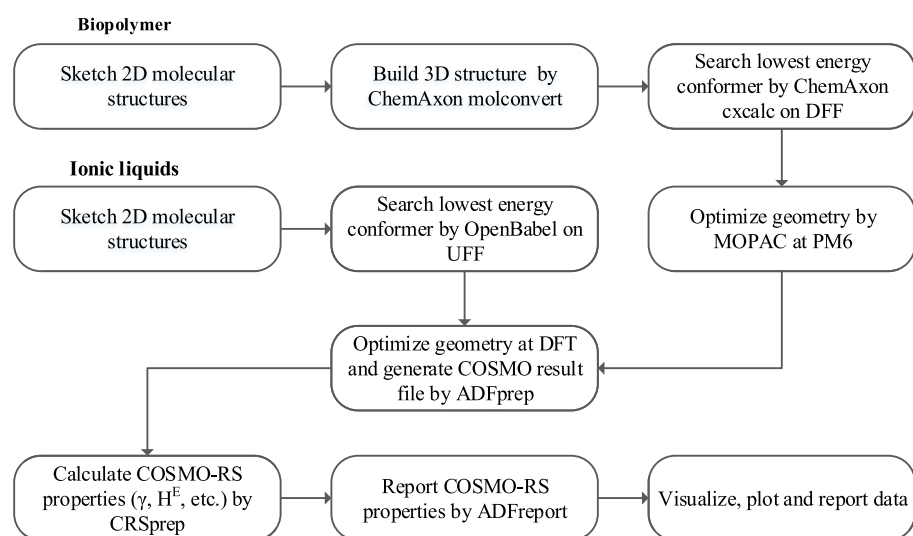 Biopolymer
Sketch 2D molecular
structures
Build 3D structure by
ChemAxon molconvert
Search lowest energy
conformer by ChemAxon
cxcalc on DFF
Ionic liquids
Sketch 2D molecular
structures
Search lowest energy
conformer by OpenBabel on
UFF
Optimize geometry by
MOPAC at PM6
Optimize geometry at DFT
and generate COSMO result
file by ADFprep
Calculate COSMO-RS
properties (γ, Hᴱ, etc.) by
CRSprep
Report COSMO-RS
properties by ADFreport
Visualize, plot and report data